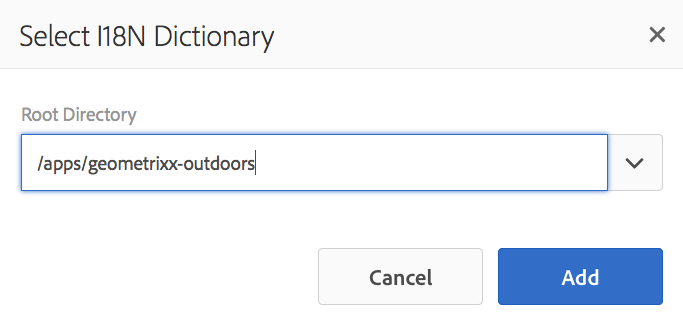 Select I18N Dictionary
Root Directory
/apps/geometrixx-outdoors
Cancel
Add